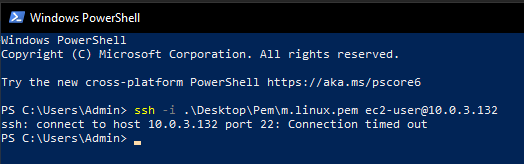 Windows PowerShell
Windows PowerShell
Copyright (C) Microsoft Corporation. All rights reserved.
Try the new cross-platform PowerShell https://aka.ms/pscore6
PS C:\Users\Admin> ssh -i .\Desktop\Pem\m.linux.pem ec2-user@10.0.3.132
ssh: connect to host 10.0.3.132 port 22: Connection timed out
PS C:\Users\Admin>